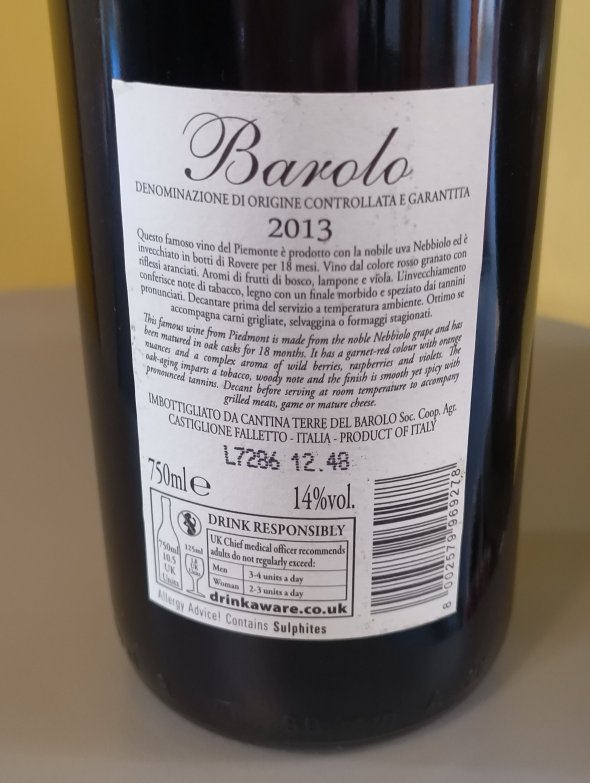 Barolo
DENOMINAZIONE DI ORIGINE CONTROLLATA E GARANTITA
2013
Questo famoso vino del Piemonte è prodotto con la nobile uva Nebbiolo ed è
invecchiato in botti di Rovere per 18 mesi. Vino dal colore rosso granato con
riflessi aranciati. Aromi di frutti di bosco, lampone e viola. L'invecchiamento
conferisce note di tabacco, legno con un finale morbido e speziato dai tannini
pronunciati. Decantare prima del servizio a temperatura ambiente. Ottimo se
accompagna carni grigliate, selvaggina o formaggi stagionati.
This famous wine from Piedmont is made from the noble Nebbiolo grape and has
been matured in oak casks for 18 months. It has a garnet-red colour with orange
nuances and a complex aroma of wild berries, raspberries and violets. The
oak-aging imparts a tobacco, woody note and the finish is smooth yet spicy with
pronounced tannins. Decant before serving at room temperature to accompany
grilled meats, game or mature cheese.
IMBOTTIGLIATO DA CANTINA TERRE DEL BAROLO Soc. Coop. Agr.
CASTIGLIONE FALLETTO - ITALIA - PRODUCT OF ITALY
L7286 12.48
750ml e
14%vol.
DRINK RESPONSIBLY
UK Chief medical officer recommends
adults do not regularly exceed:
Men 3-4 units a day
Woman 2-3 units a day
drinkaware.co.uk
750ml
10.5
UK
Units
125ml
1.8
UK
Units
Allergy Advice! Contains Sulphites
8 002579 969278